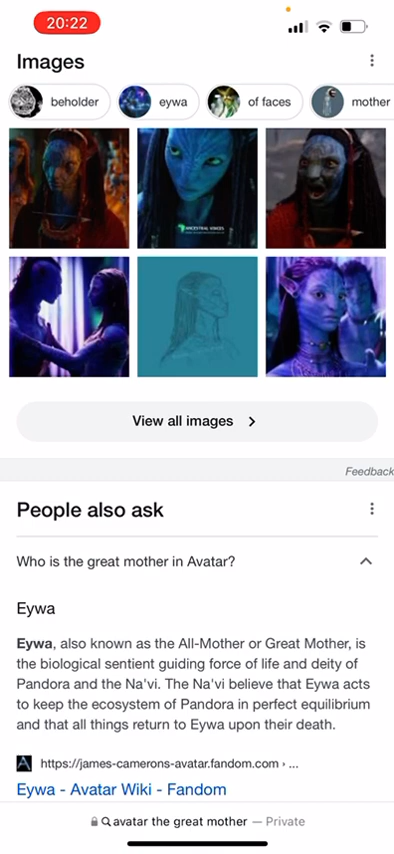 20:22
Images
beholder
eywa
of faces
mother
ANCESTRAL VOICES
View all images
Feedback
People also ask
Who is the great mother in Avatar?
Eywa
Eywa, also known as the All-Mother or Great Mother, is
the biological sentient guiding force of life and deity of
Pandora and the Na'vi. The Na'vi believe that Eywa acts
to keep the ecosystem of Pandora in perfect equilibrium
and that all things return to Eywa upon their death.
https://james-camerons-avatar.fandom.com › ...
Eywa - Avatar Wiki - Fandom
avatar the great mother — Private